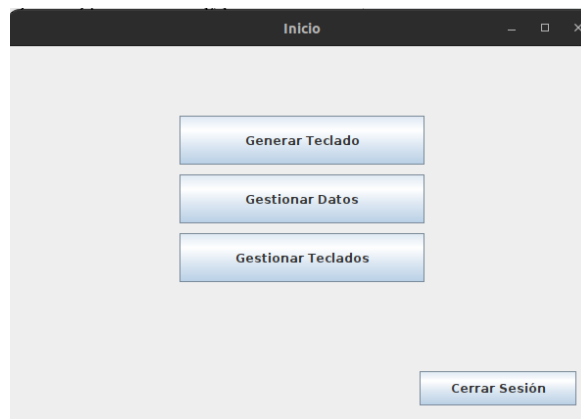 Inicio
Generar Teclado
Gestionar Datos
Gestionar Teclados
Cerrar Sesión